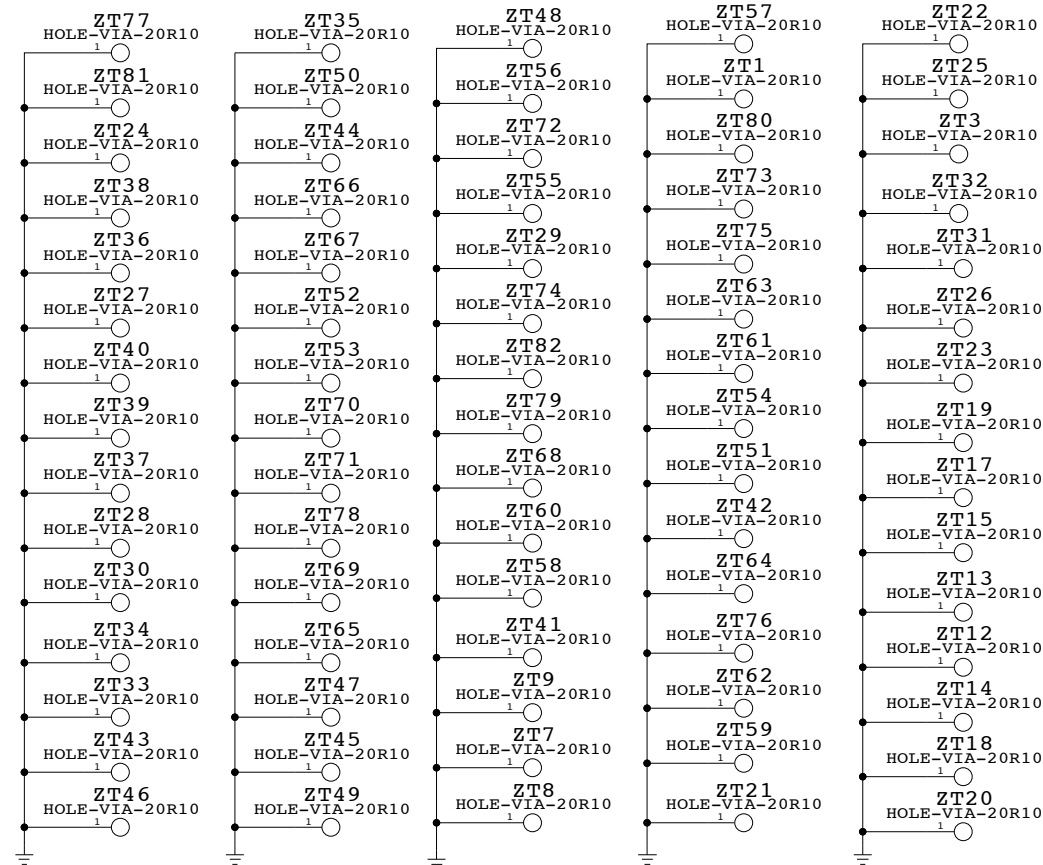 ZT77
HOLE-VIA-20R10
1
ZT81
HOLE-VIA-20R10
1
ZT24
HOLE-VIA-20R10
1
ZT38
HOLE-VIA-20R10
1
ZT36
HOLE-VIA-20R10
1
ZT27
HOLE-VIA-20R10
1
ZT40
HOLE-VIA-20R10
1
ZT39
HOLE-VIA-20R10
1
ZT37
HOLE-VIA-20R10
1
ZT28
HOLE-VIA-20R10
1
ZT30
HOLE-VIA-20R10
1
ZT34
HOLE-VIA-20R10
1
ZT33
HOLE-VIA-20R10
1
ZT43
HOLE-VIA-20R10
1
ZT46
HOLE-VIA-20R10
1
ZT35
HOLE-VIA-20R10
1
ZT50
HOLE-VIA-20R10
1
ZT44
HOLE-VIA-20R10
1
ZT66
HOLE-VIA-20R10
1
ZT67
HOLE-VIA-20R10
1
ZT52
HOLE-VIA-20R10
1
ZT53
HOLE-VIA-20R10
1
ZT70
HOLE-VIA-20R10
1
ZT71
HOLE-VIA-20R10
1
ZT78
HOLE-VIA-20R10
1
ZT69
HOLE-VIA-20R10
1
ZT65
HOLE-VIA-20R10
1
ZT47
HOLE-VIA-20R10
1
ZT45
HOLE-VIA-20R10
1
ZT49
HOLE-VIA-20R10
1
ZT48
HOLE-VIA-20R10
1
ZT56
HOLE-VIA-20R10
1
ZT72
HOLE-VIA-20R10
1
ZT55
HOLE-VIA-20R10
1
ZT29
HOLE-VIA-20R10
1
ZT74
HOLE-VIA-20R10
1
ZT82
HOLE-VIA-20R10
1
ZT79
HOLE-VIA-20R10
1
ZT68
HOLE-VIA-20R10
1
ZT60
HOLE-VIA-20R10
1
ZT58
HOLE-VIA-20R10
1
ZT41
HOLE-VIA-20R10
1
ZT9
HOLE-VIA-20R10
1
ZT7
HOLE-VIA-20R10
1
ZT8
HOLE-VIA-20R10
1
ZT57
HOLE-VIA-20R10
1
ZT1
HOLE-VIA-20R10
1
ZT80
HOLE-VIA-20R10
1
ZT73
HOLE-VIA-20R10
1
ZT75
HOLE-VIA-20R10
1
ZT63
HOLE-VIA-20R10
1
ZT61
HOLE-VIA-20R10
1
ZT54
HOLE-VIA-20R10
1
ZT51
HOLE-VIA-20R10
1
ZT42
HOLE-VIA-20R10
1
ZT64
HOLE-VIA-20R10
1
ZT76
HOLE-VIA-20R10
1
ZT62
HOLE-VIA-20R10
1
ZT59
HOLE-VIA-20R10
1
ZT21
HOLE-VIA-20R10
1
ZT22
HOLE-VIA-20R10
1
ZT25
HOLE-VIA-20R10
1
ZT3
HOLE-VIA-20R10
1
ZT32
HOLE-VIA-20R10
1
ZT31
HOLE-VIA-20R10
1
ZT26
HOLE-VIA-20R10
1
ZT23
HOLE-VIA-20R10
1
ZT19
HOLE-VIA-20R10
1
ZT17
HOLE-VIA-20R10
1
ZT15
HOLE-VIA-20R10
1
ZT13
HOLE-VIA-20R10
1
ZT12
HOLE-VIA-20R10
1
ZT14
HOLE-VIA-20R10
1
ZT18
HOLE-VIA-20R10
1
ZT20
HOLE-VIA-20R10
1